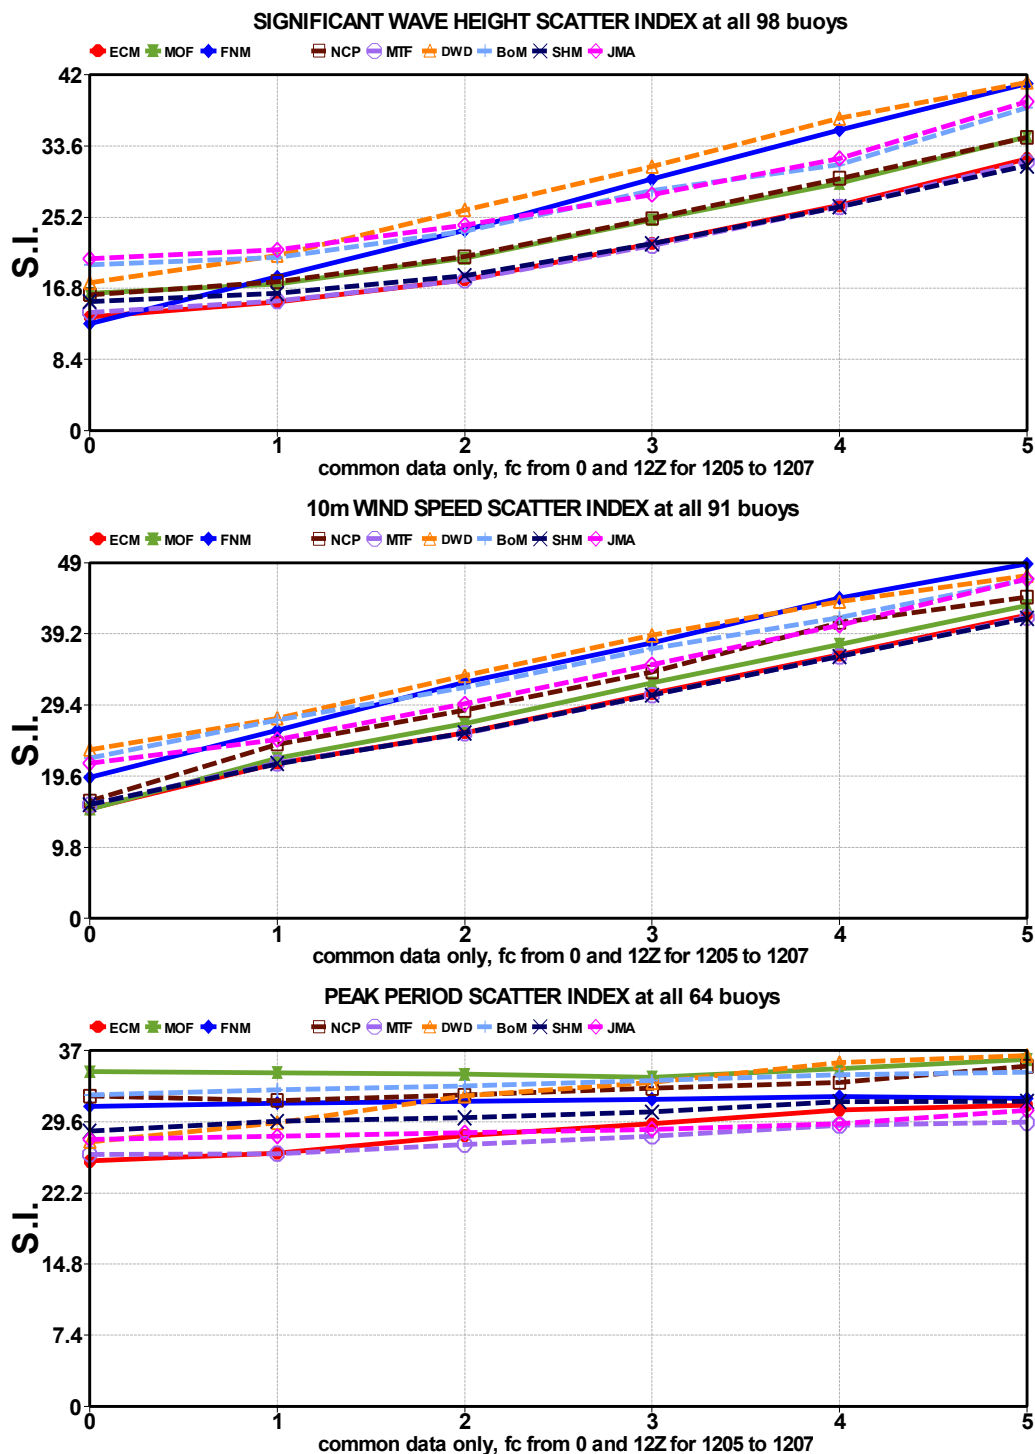 SIGNIFICANT WAVE HEIGHT SCATTER INDEX at all 98 buoys
ECM MOF FNM NCP MTF DWD BoM SHM JMA
42
33.6
25.2
16.8
8.4
0
S.I.
0 1 2 3 4 5
common data only, fc from 0 and 12Z for 1205 to 1207
10m WIND SPEED SCATTER INDEX at all 91 buoys
ECM MOF FNM NCP MTF DWD BoM SHM JMA
49
39.2
29.4
19.6
9.8
0
S.I.
0 1 2 3 4 5
common data only, fc from 0 and 12Z for 1205 to 1207
PEAK PERIOD SCATTER INDEX at all 64 buoys
ECM MOF FNM NCP MTF DWD BoM SHM JMA
37
29.6
22.2
14.8
7.4
0
S.I.
0 1 2 3 4 5
common data only, fc from 0 and 12Z for 1205 to 1207